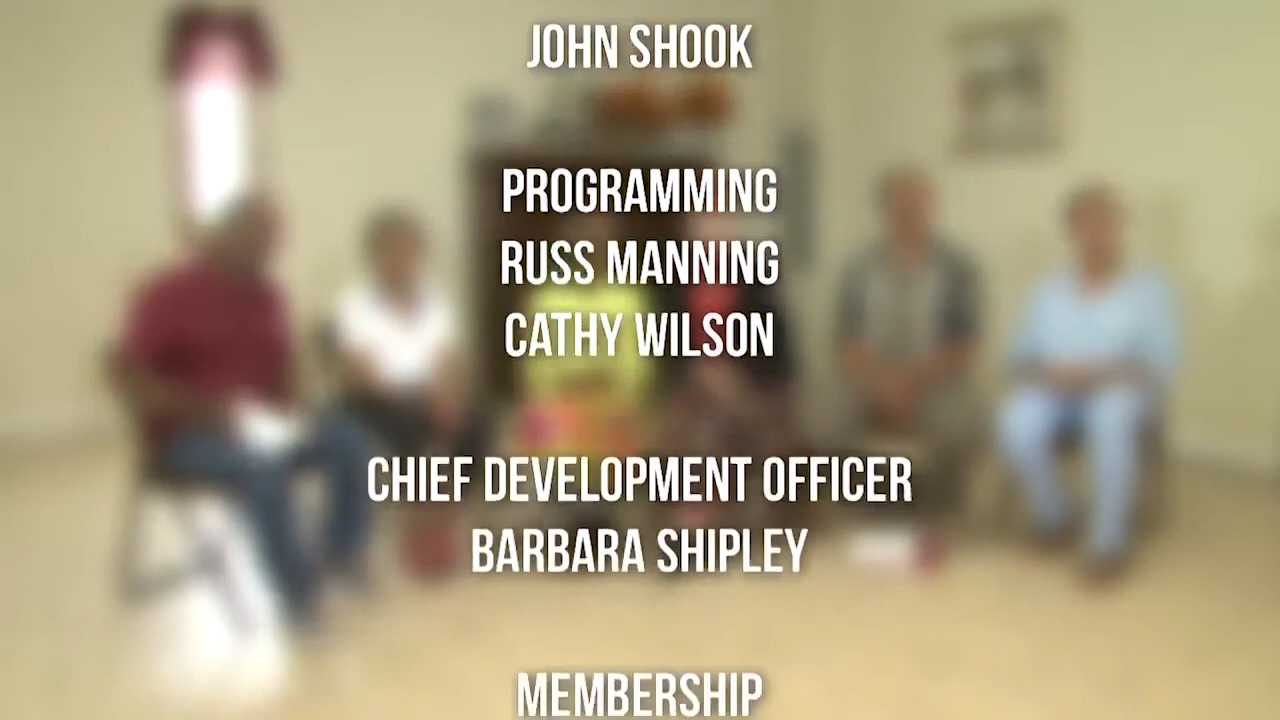 JOHN SHOOK
PROGRAMMING
RUSS MANNING
CATHY WILSON
CHIEF DEVELOPMENT OFFICER
BARBARA SHIPLEY
MEMBERSHIP